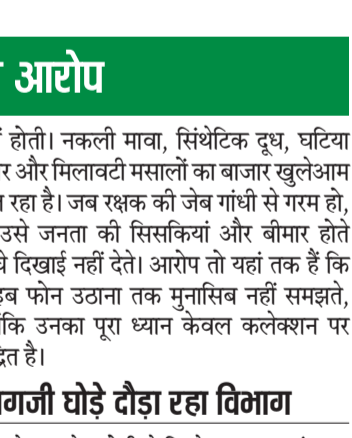 आरोप
होती। नकली मावा, सिंथेटिक दूध, घटिया
और मिलावटी मसालों का बाजार खुलेआम
रहा है। जब रक्षक की जेब गांधी से गरम हो,
उसे जनता की सिसकियां और बीमार होते
दिखाई नहीं देते। आरोप तो यहां तक हैं कि
फोन उठाना तक मुनासिब नहीं समझते,
उनका पूरा ध्यान केवल कलेक्शन पर
है।
घोड़े दौड़ा रहा विभाग